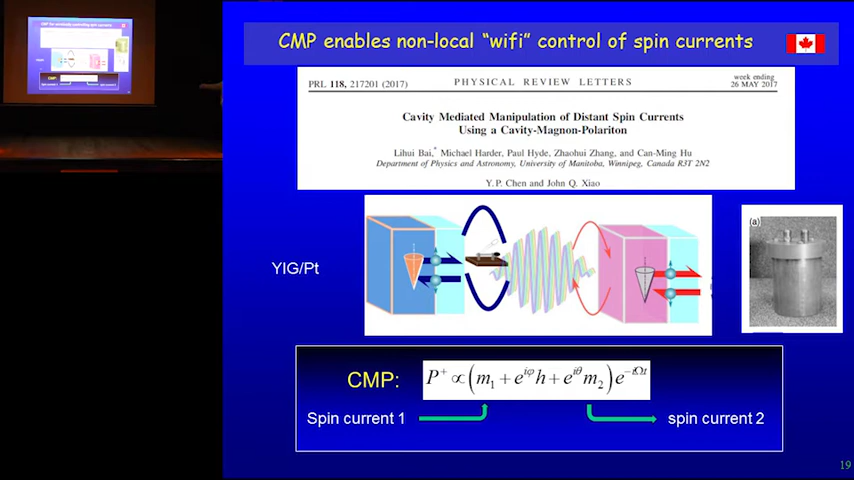 CMP enables non-local “wifi” control of spin currents
PRL 118, 217201 (2017)
PHYSICAL REVIEW LETTERS
week ending
26 MAY 2017
Cavity Mediated Manipulation of Distant Spin Currents
Using a Cavity-Magnon-Polariton
Lihui Bai,* Michael Harder, Paul Hyde, Zhaohui Zhang, and Can-Ming Hu
Department of Physics and Astronomy, University of Manitoba, Winnipeg, Canada R3T 2N2
Y. P. Chen and John Q. Xiao
(a)
YIG/Pt
CMP: P⁺ ∝ (m₁ + e^{iφ}h + e^{iθ}m₂)e^{−iΩt}
Spin current 1
spin current 2
19